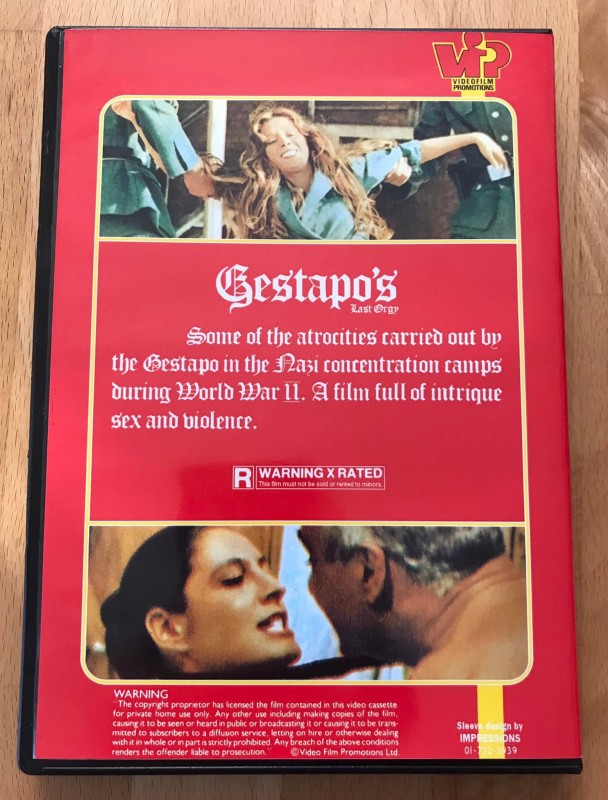 VIP
VIDEOFILM
PROMOTIONS
Gestapo's
Last Orgy
Some of the atrocities carried out by
the Gestapo in the Nazi concentration camps
during World War II. A film full of intrique
sex and violence.
R WARNING X RATED
This film must not be sold or rented to minors.
WARNING
"The copyright proprietor has licensed the film contained in this video cassette
for private home use only. Any other use including making copies of the film,
causing it to be seen or heard in public or broadcasting it or causing it to be trans-
mitted to subscribers to a diffusion service, letting on hire or otherwise dealing
with it in whole or in part is strictly prohibited. Any breach of the above conditions
renders the offender liable to prosecution." ©Video Film Promotions Ltd.
Sleeve design by
IMPRESSIONS
01-722-3939